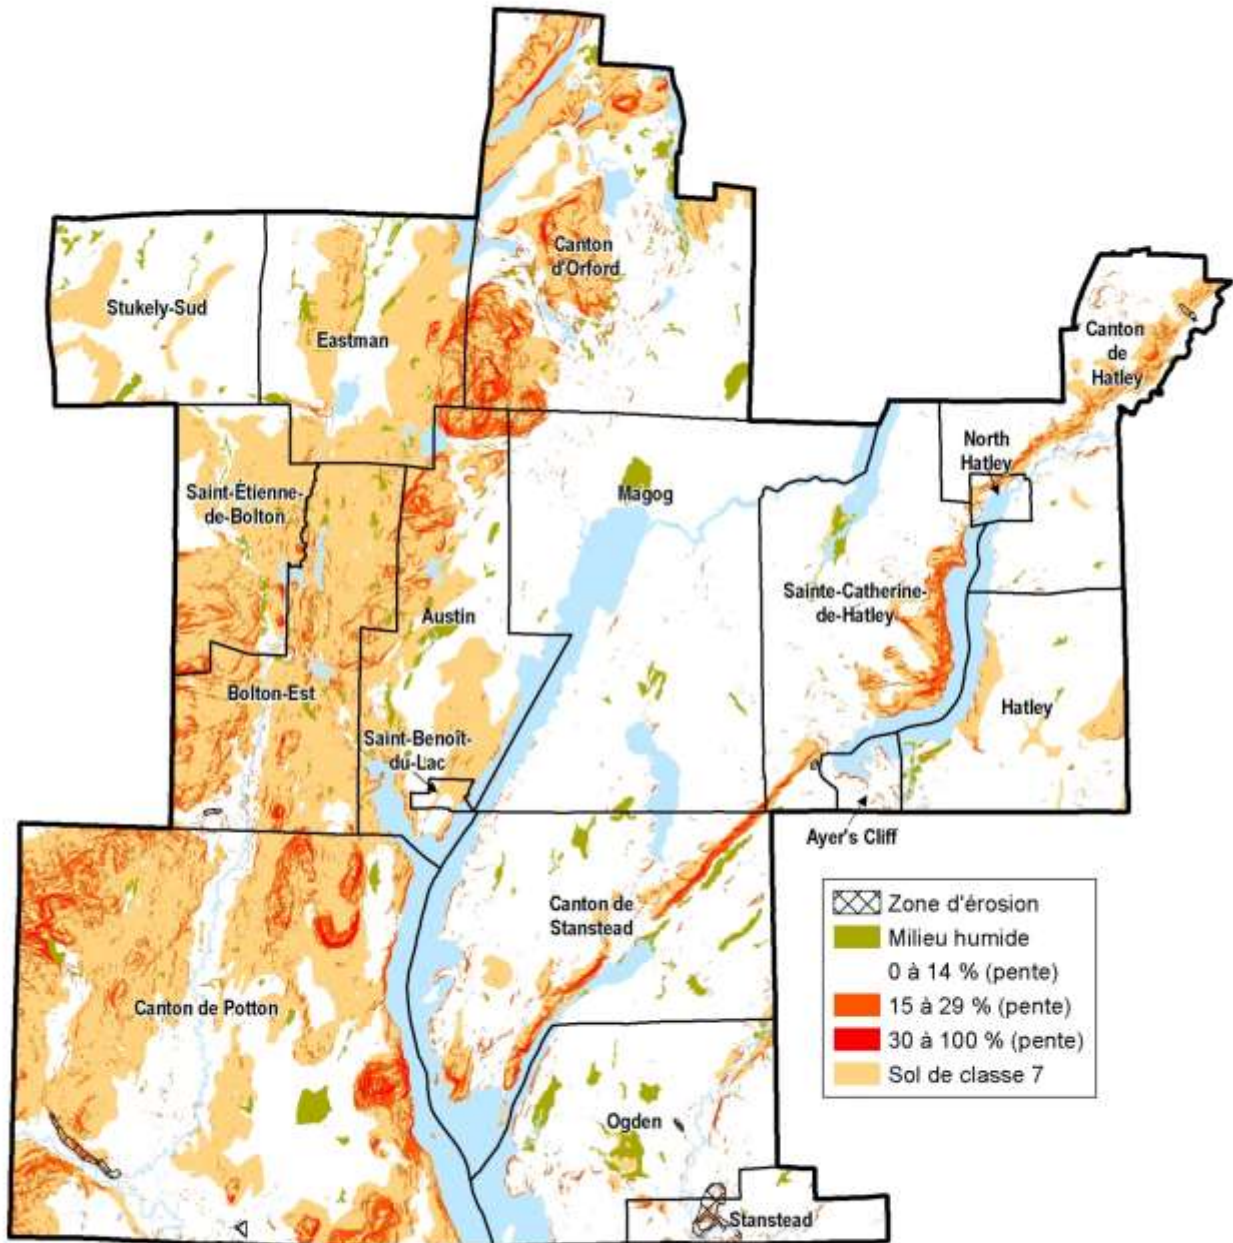 Canton
d'Orford
Stukely-Sud
Eastman
Canton
de
Hatley
North
Hatley
Saint-Étienne-
de-Bolton
Magog
Sainte-Catherine-
de-Hatley
Austin
Bolton-Est
Hatley
Saint-Benoît-
du-Lac
Ayer's Cliff
Canton de
Stanstead
Canton de Potton
Ogden
Stanstead
Zone d'érosion
Milieu humide
0 à 14 % (pente)
15 à 29 % (pente)
30 à 100 % (pente)
Sol de classe 7